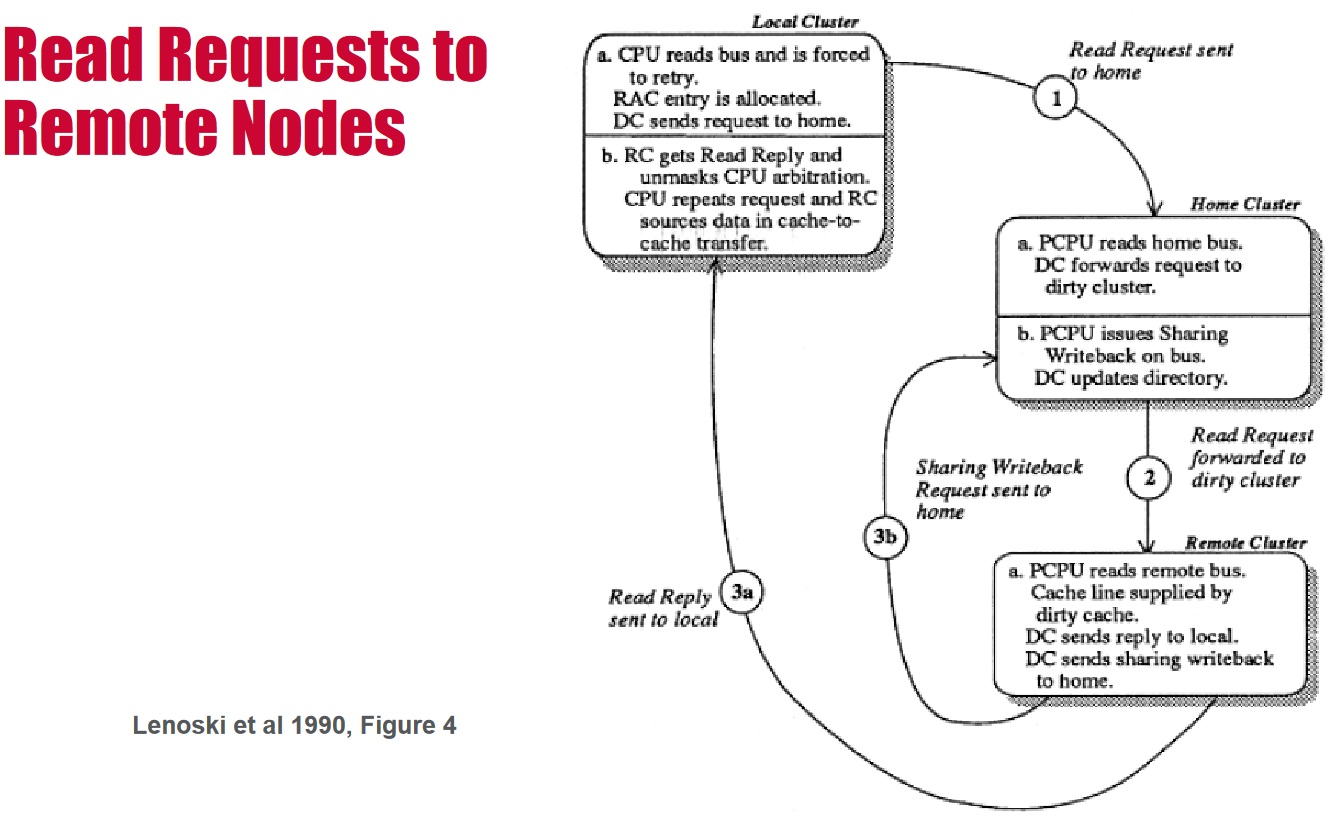 Read Requests to
Remote Nodes
Local Cluster
a. CPU reads bus and is forced
to retry.
RAC entry is allocated.
DC sends request to home.
b. RC gets Read Reply and
unmasks CPU arbitration.
CPU repeats request and RC
sources data in cache-to-
cache transfer.
Read Request sent
to home
1
Home Cluster
a. PCPU reads home bus.
DC forwards request to
dirty cluster.
b. PCPU issues Sharing
Writeback on bus.
DC updates directory.
Read Request
forwarded to
dirty cluster
2
Sharing Writeback
Request sent to
home
3b
Remote Cluster
a. PCPU reads remote bus.
Cache line supplied by
dirty cache.
DC sends reply to local.
DC sends sharing writeback
to home.
Read Reply
sent to local
3a
Lenoski et al 1990, Figure 4